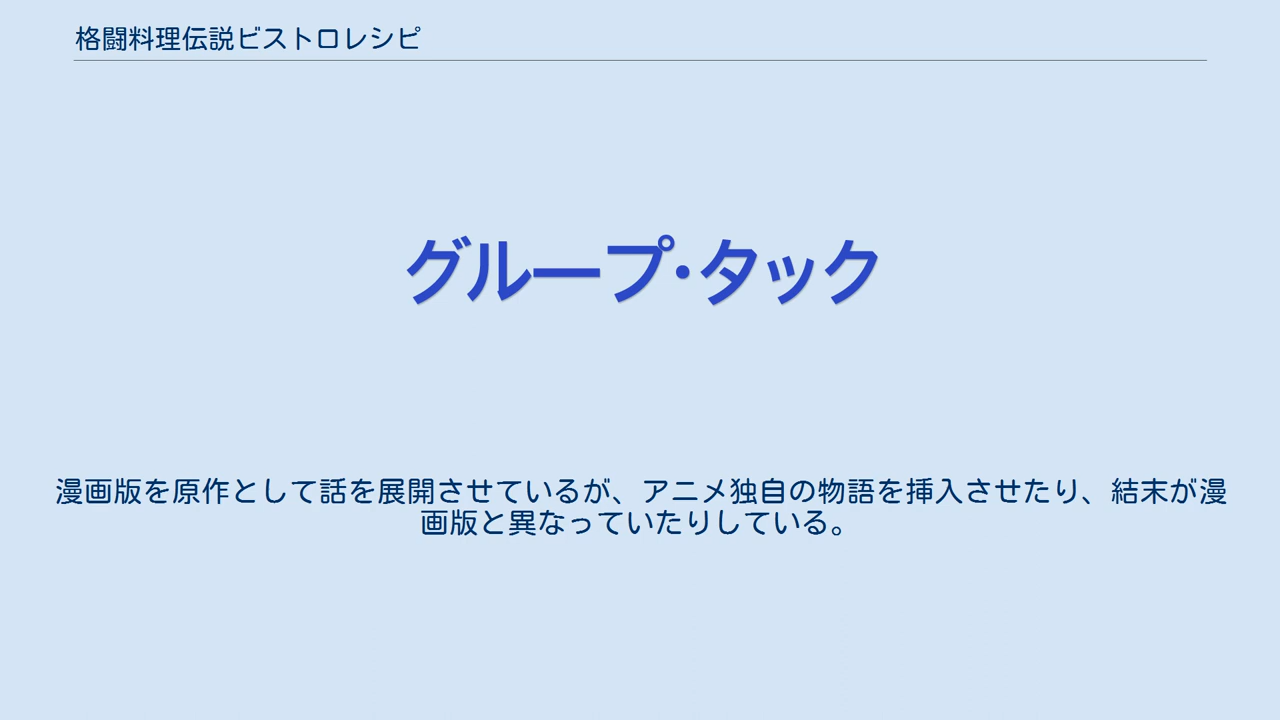 格闘料理伝説ビストロレシピ
グループ・タック
漫画版を原作として話を展開させているが、アニメ独自の物語を挿入させたり、結末が漫
画版と異なっていたりしている。